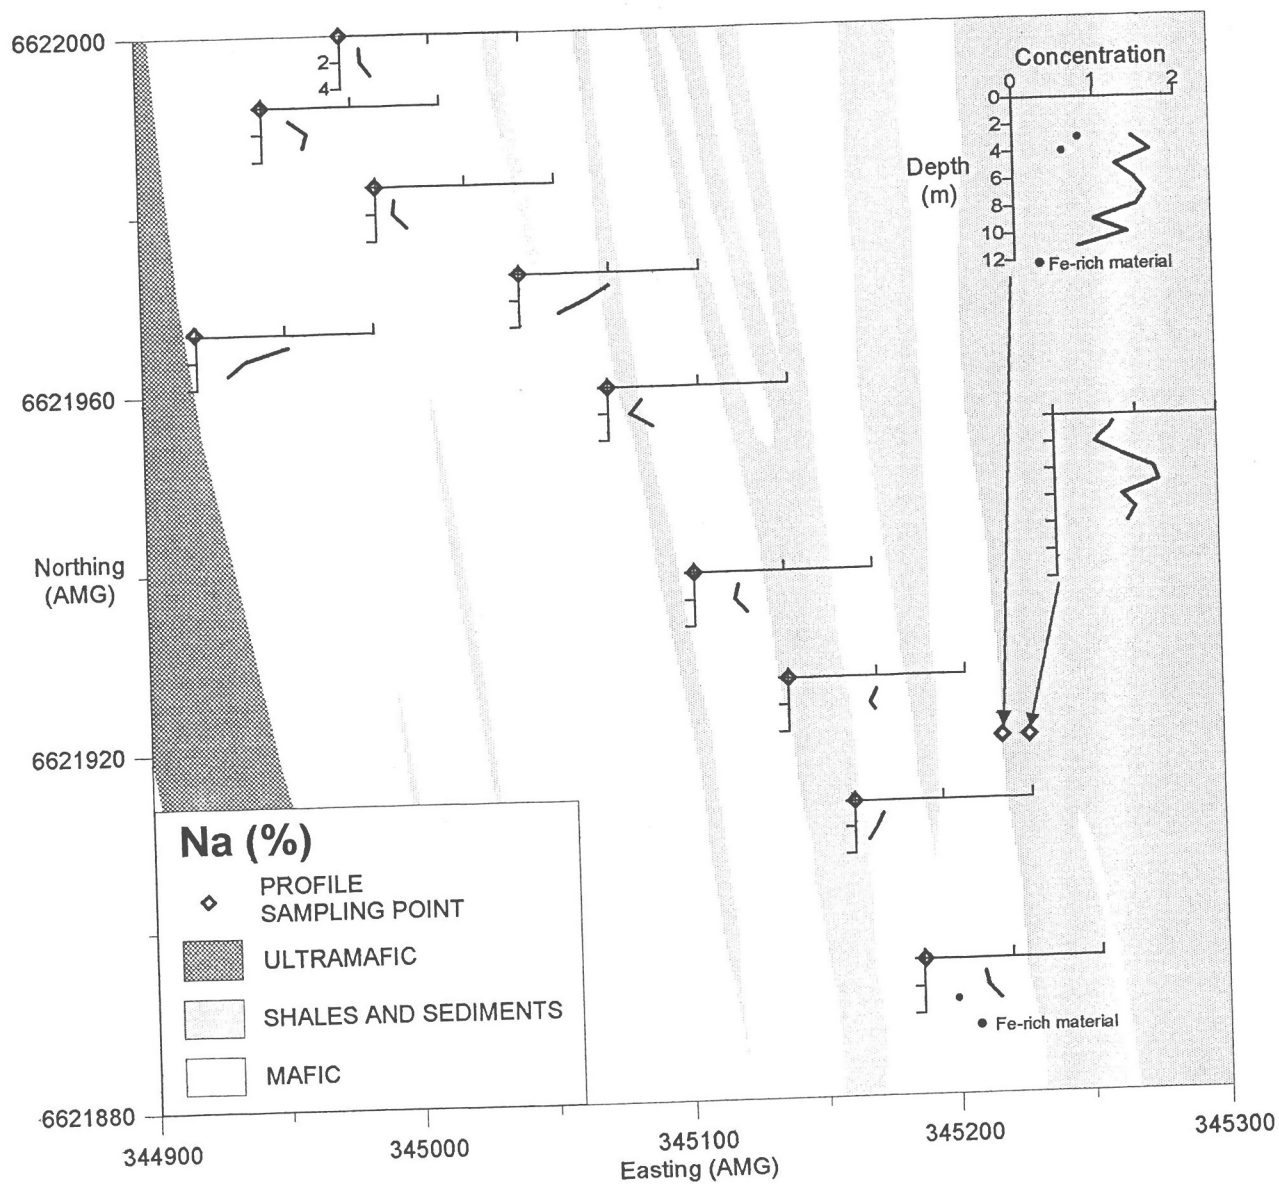 6622000
2
4
Concentration
0
1
2
0
2
4
Depth
(m)
6
8
10
12
Fe-rich material
6621960
Northing
(AMG)
6621920
Na (%)
PROFILE
SAMPLING POINT
ULTRAMAFIC
SHALES AND SEDIMENTS
MAFIC
Fe-rich material
6621880
344900
345000
345100
345200
345300
Easting (AMG)